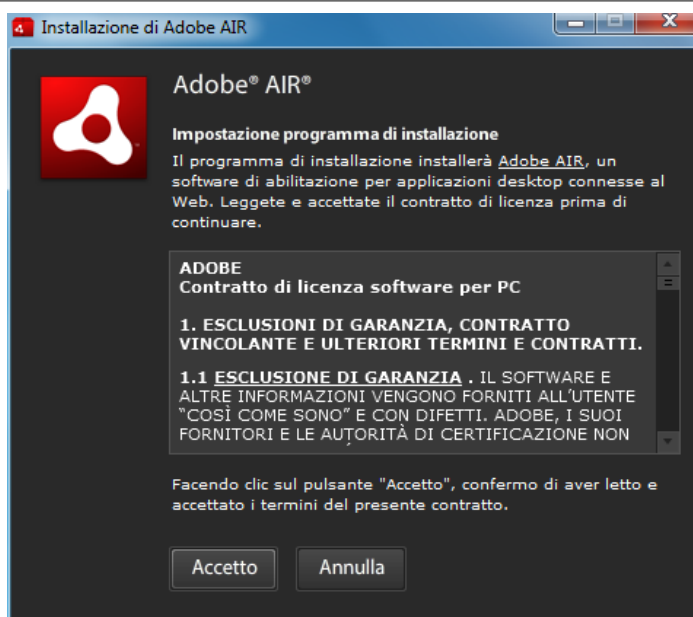 Installazione di Adobe AIR
Adobe® AIR®
Impostazione programma di installazione
Il programma di installazione installerà Adobe AIR, un
software di abilitazione per applicazioni desktop connesse al
Web. Leggete e accettate il contratto di licenza prima di
continuare.
ADOBE
Contratto di licenza software per PC
1. ESCLUSIONI DI GARANZIA, CONTRATTO
VINCOLANTE E ULTERIORI TERMINI E CONTRATTI.
1.1 ESCLUSIONE DI GARANZIA . IL SOFTWARE E
ALTRE INFORMAZIONI VENGONO FORNITI ALL'UTENTE
"COSÌ COME SONO" E CON DIFETTI. ADOBE, I SUOI
FORNITORI E LE AUTORITÀ DI CERTIFICAZIONE NON
Facendo clic sul pulsante "Accetto", confermo di aver letto e
accettato i termini del presente contratto.
Accetto
Annulla